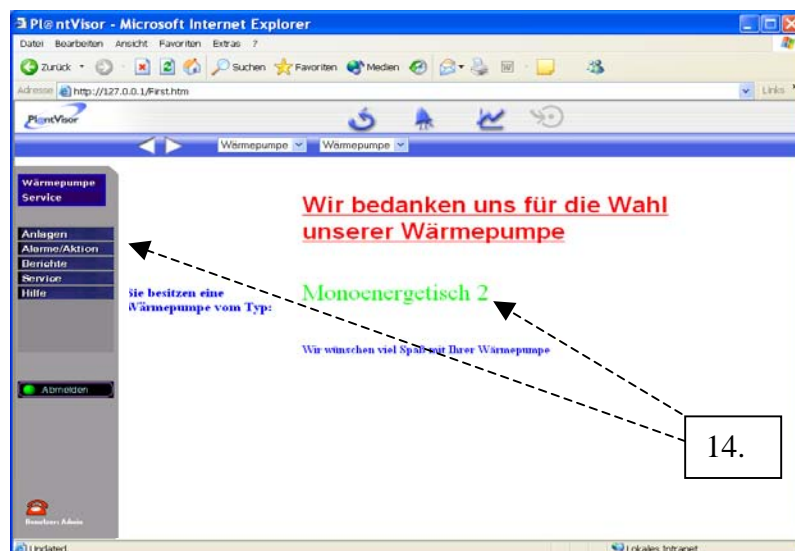 Pl@ntVisor - Microsoft Internet Explorer
Datei Bearbeiten Ansicht Favoriten Extras ?
Zurück Suchen Favoriten Medien
Adresse http://127.0.0.1/First.htm Links
PlantVisor
Wärmepumpe Wärmepumpe
Wärmepumpe
Service
Anlagen
Alarme/Aktion
Berichte
Service
Hilfe
Abmelden
Benutzer: Admin
Wir bedanken uns für die Wahl
unserer Wärmepumpe
Sie besitzen eine
Wärmepumpe vom Typ:
Monoenergetisch 2
Wir wünschen viel Spaß mit Ihrer Wärmepumpe
14.
Updated
Lokales Intranet